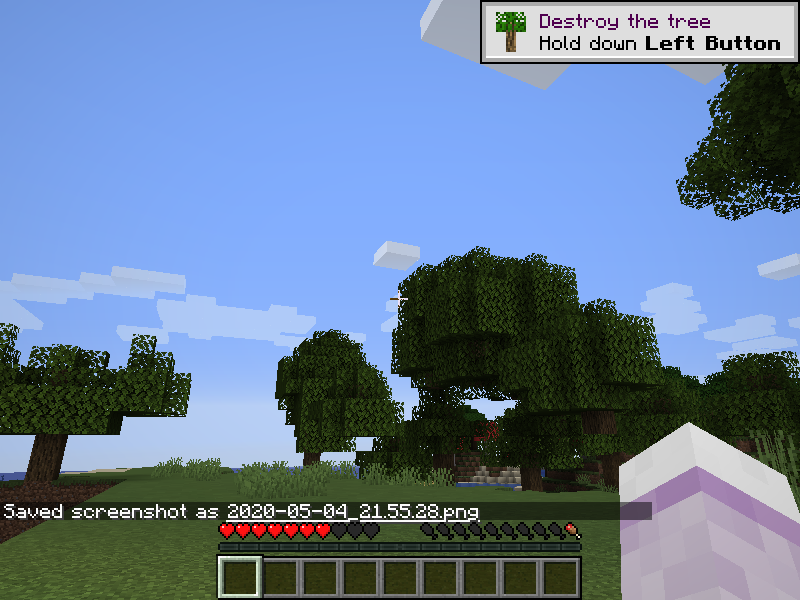 Destroy the tree
Hold down Left Button
Saved screenshot as 2020-05-04_21.55.28.png